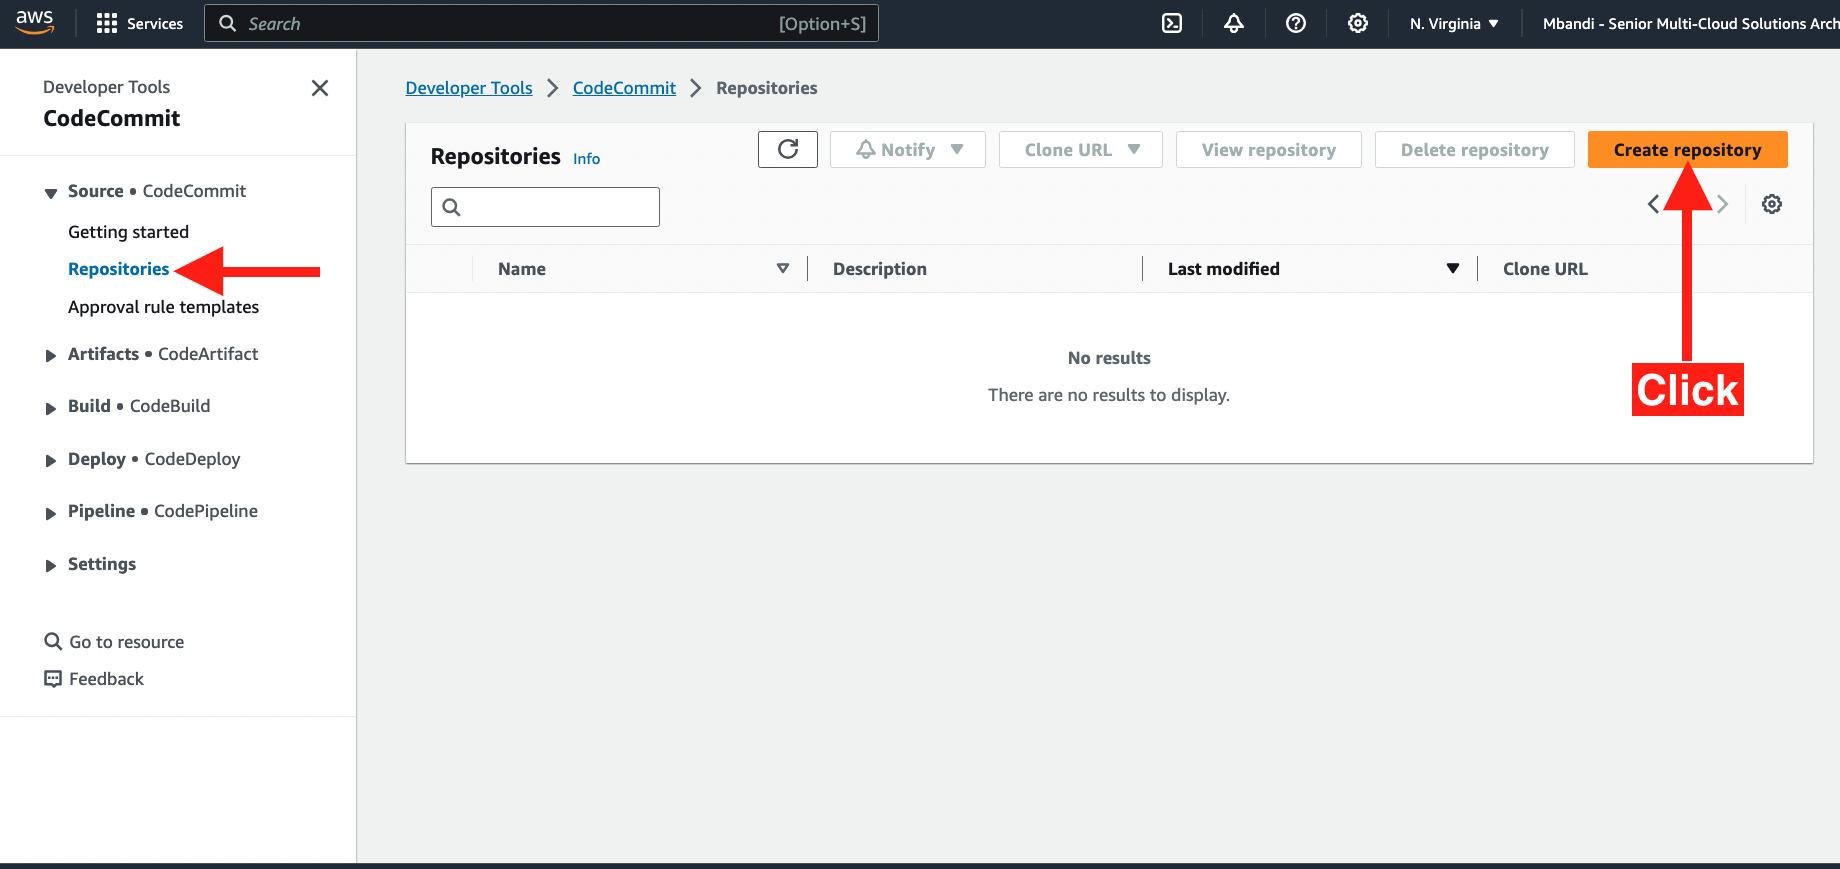 aws
Services
Search
[Option+S]
N. Virginia
Mbandi - Senior Multi-Cloud Solutions Arch
Developer Tools
CodeCommit
Source • CodeCommit
Getting started
Repositories
Approval rule templates
Artifacts • CodeArtifact
Build • CodeBuild
Deploy • CodeDeploy
Pipeline • CodePipeline
Settings
Go to resource
Feedback
Developer Tools
CodeCommit
Repositories
Repositories Info
Notify
Clone URL
View repository
Delete repository
Create repository
Name
Description
Last modified
Clone URL
No results
There are no results to display.
Click